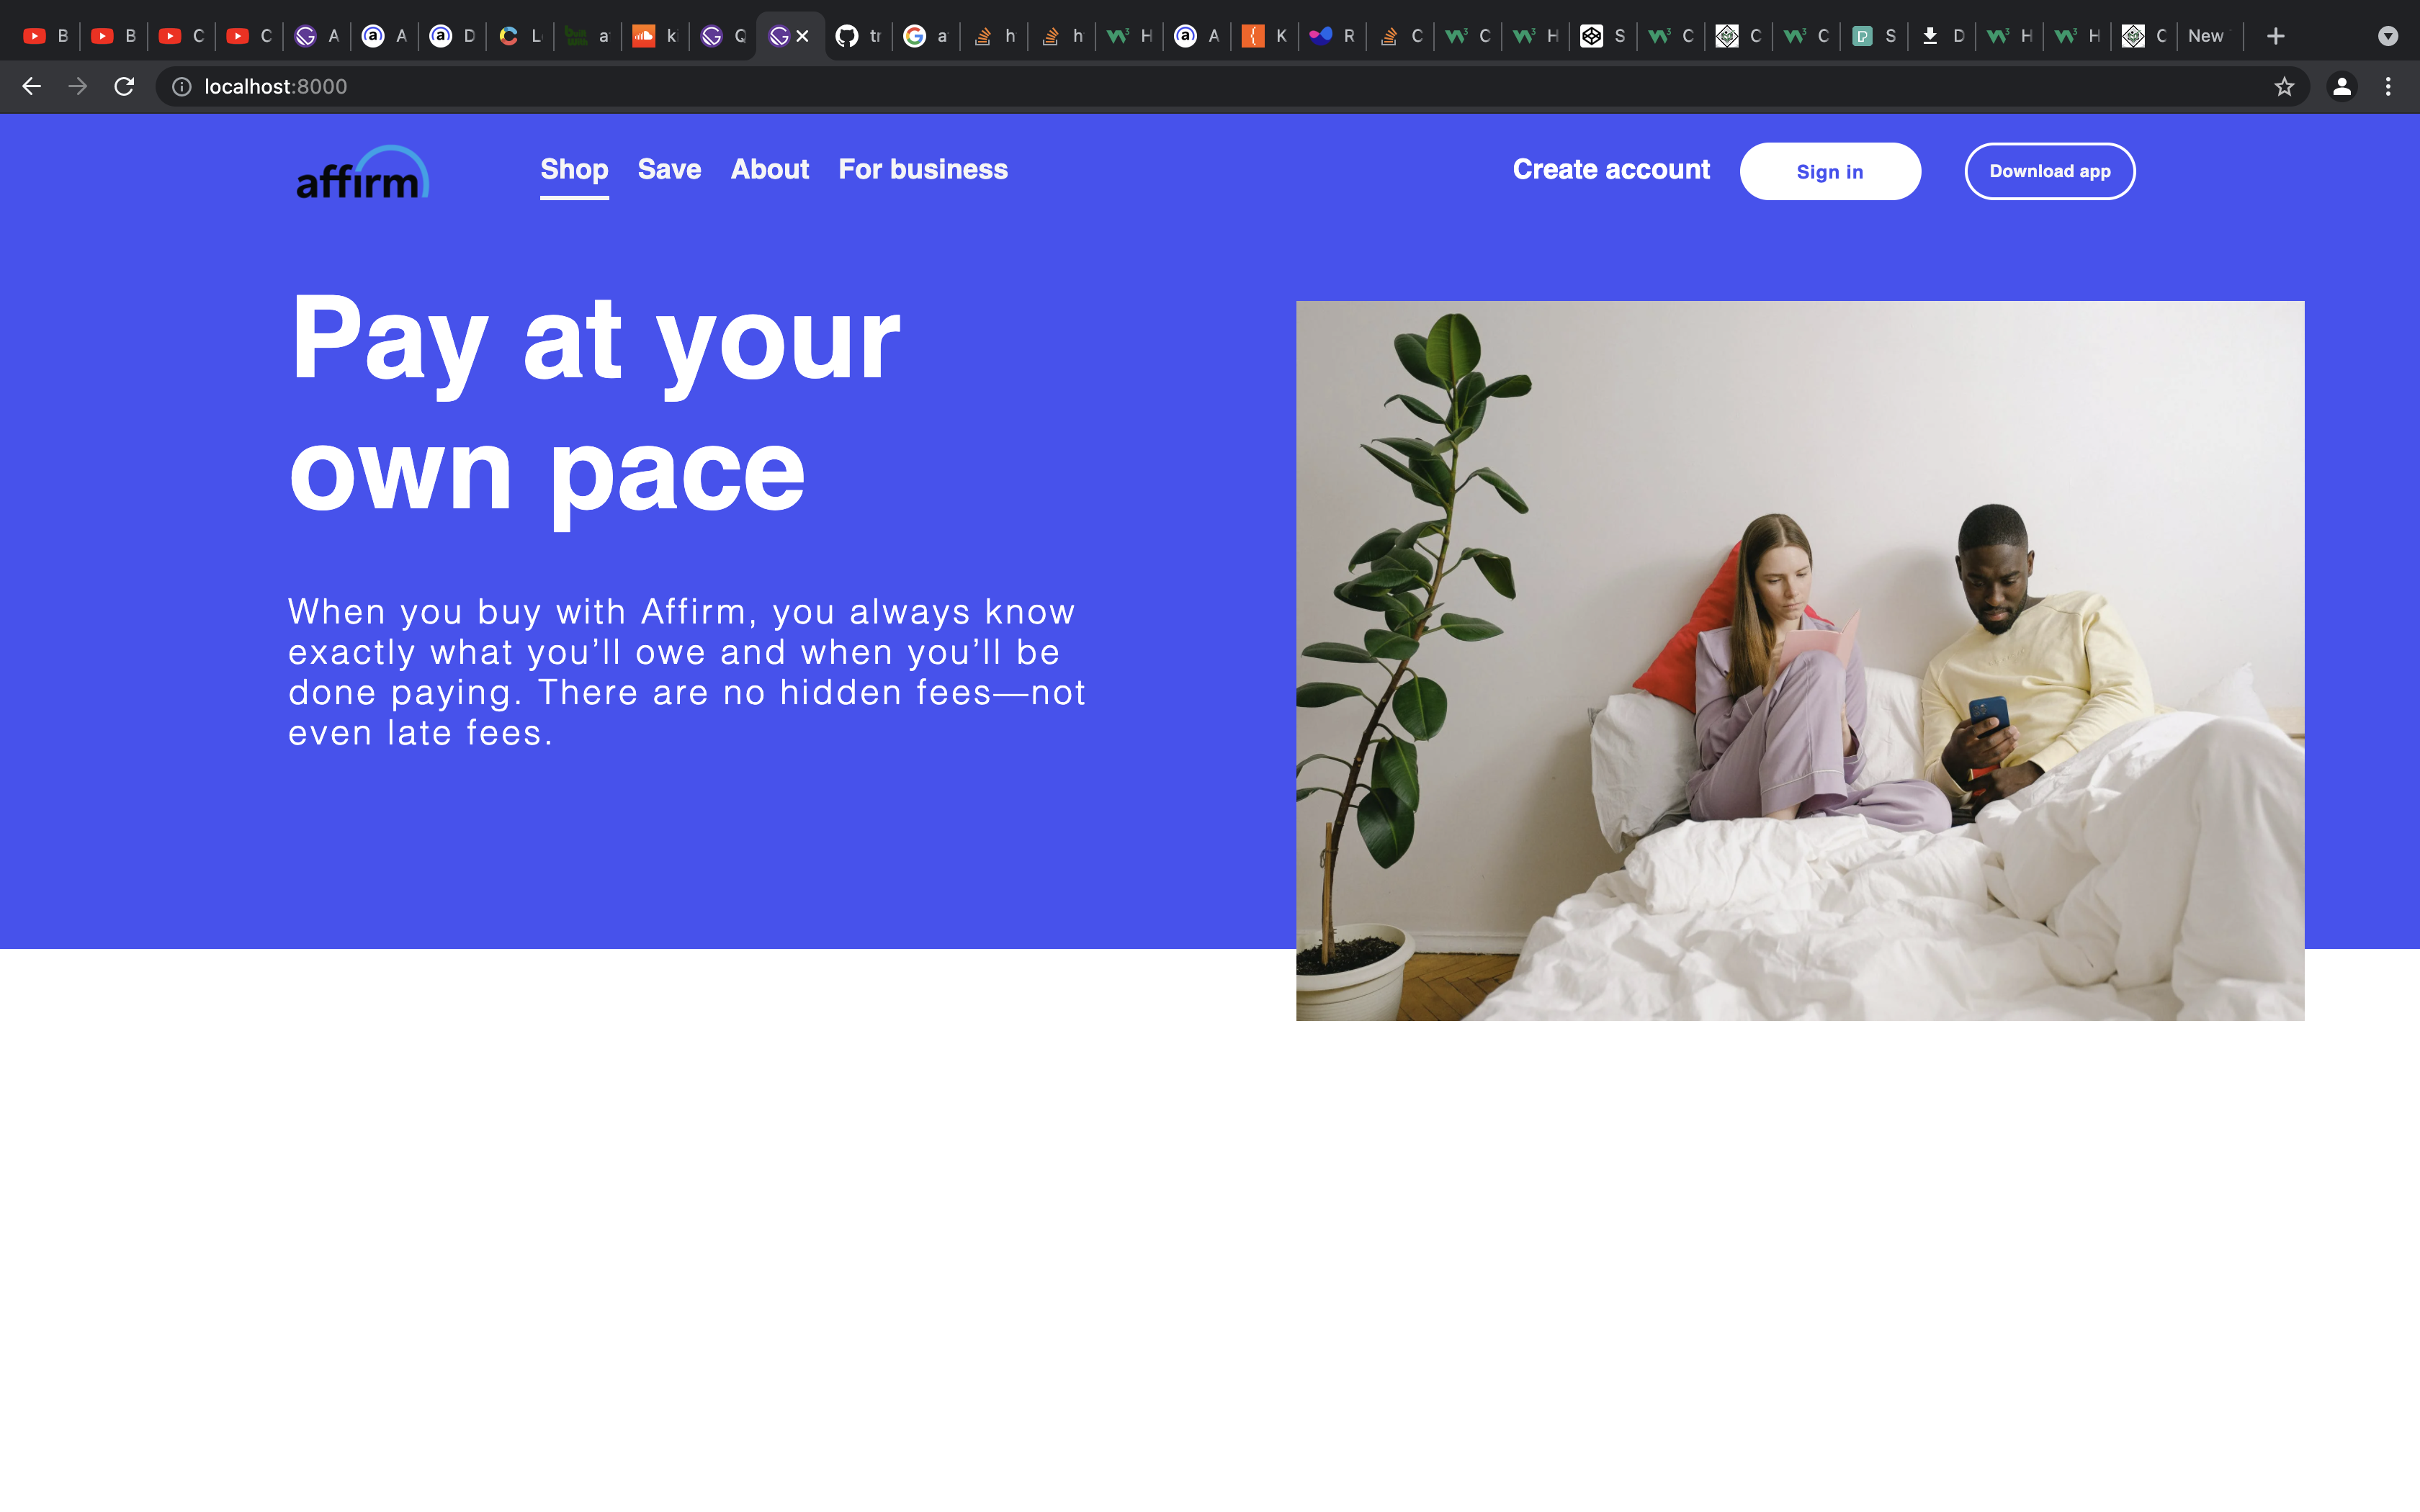 B B C C A A D L a k Q tr a h h H A K R C C H S C C C S D H H C New
localhost:8000
affirm Shop Save About For business Create account Sign in Download app
Pay at your
own pace
When you buy with Affirm, you always know
exactly what you’ll owe and when you’ll be
done paying. There are no hidden fees—not
even late fees.